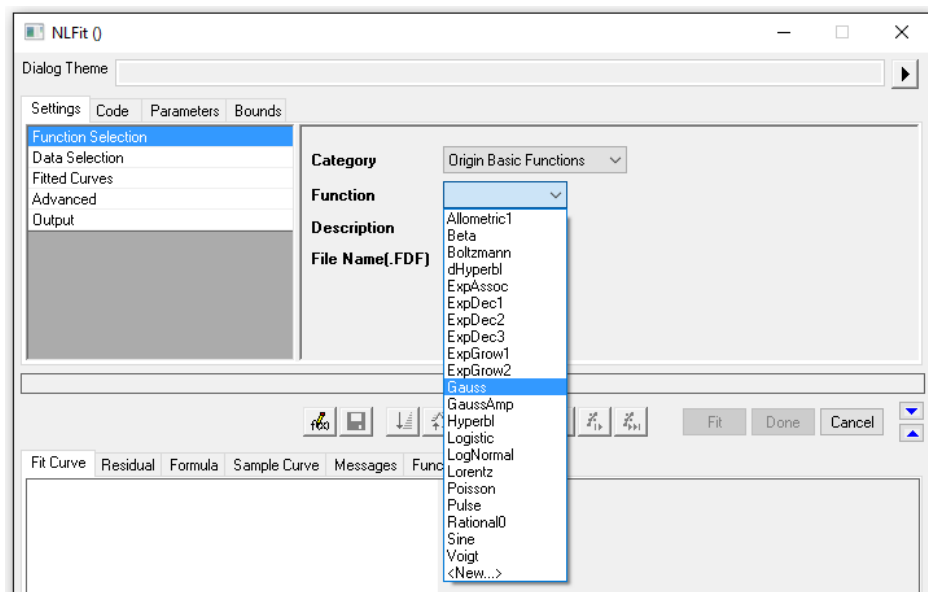 NLFit ()
Dialog Theme
Settings Code Parameters Bounds
Function Selection
Data Selection
Fitted Curves
Advanced
Output
Category Origin Basic Functions
Function
Description
File Name(.FDF)
Allometric1
Beta
Boltzmann
dHyperbl
ExpAssoc
ExpDec1
ExpDec2
ExpDec3
ExpGrow1
ExpGrow2
Gauss
GaussAmp
Hyperbl
Logistic
LogNormal
Lorentz
Poisson
Pulse
Rational0
Sine
Voigt
<New...>
Fit Done Cancel
Fit Curve Residual Formula Sample Curve Messages Func